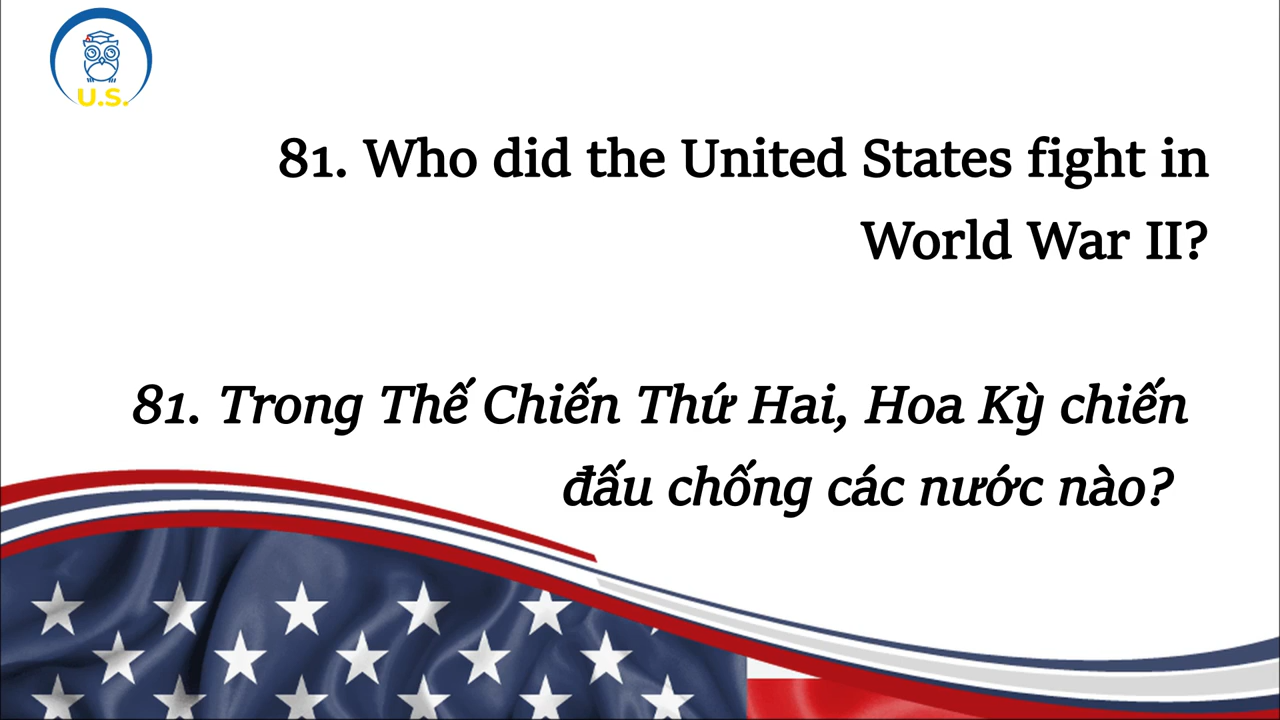 U.S.
81. Who did the United States fight in
World War II?
81. Trong Thế Chiến Thứ Hai, Hoa Kỳ chiến
đấu chống các nước nào?